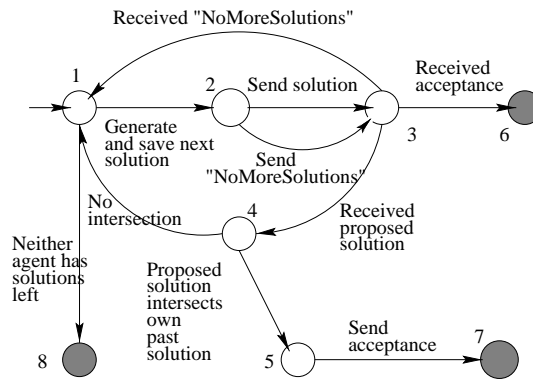 Received "NoMoreSolutions"
1
2
Send solution
Received
acceptance
3
6
Generate
and save next
solution
Send
"NoMoreSolutions"
No
intersection
4
Received
proposed
solution
Neither
agent has
solutions
left
Proposed
solution
intersects
own
past
solution
8
5
Send
acceptance
7